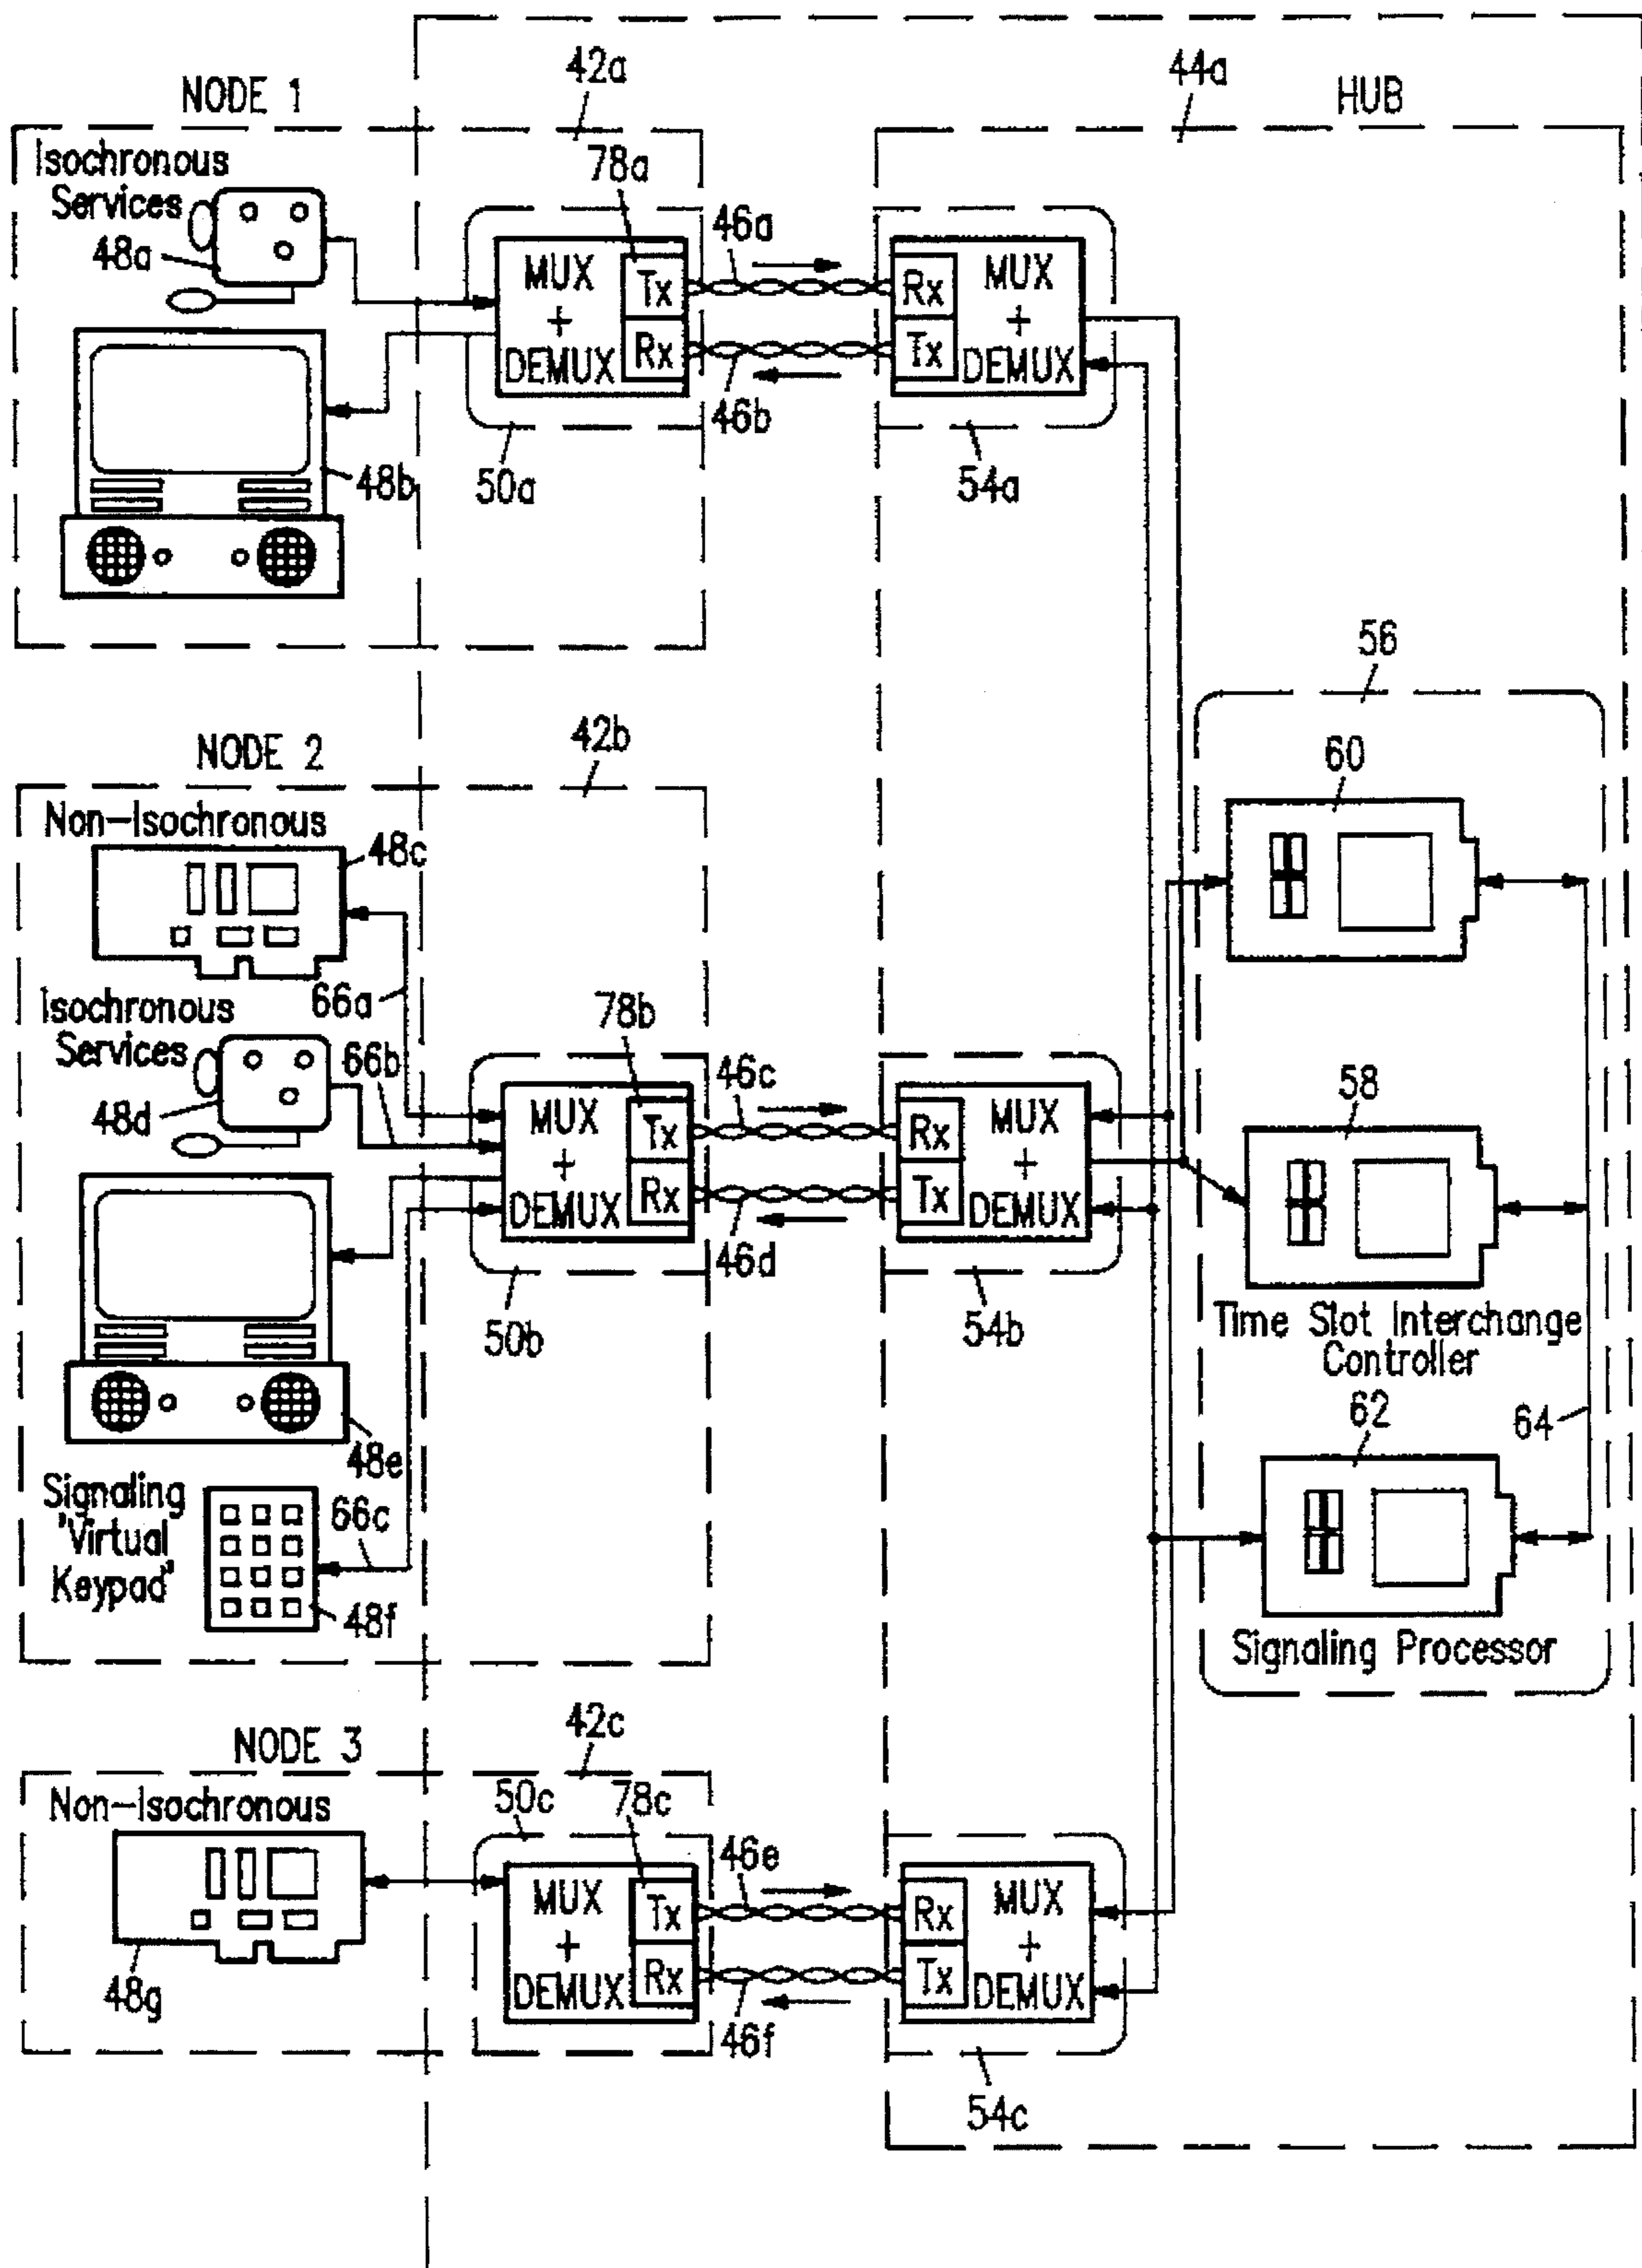 42a
44a
NODE 1
HUB
Isochronous
Services
48a
78a
46a
MUX
+
DEMUX
Tx
Rx
Rx
Tx
MUX
+
DEMUX
46b
48b
50a
54a
56
NODE 2
42b
60
Non-Isochronous
48c
66a
Isochronous
Services
48d
66b
78b
46c
58
MUX
+
DEMUX
Tx
Rx
Rx
Tx
MUX
+
DEMUX
46d
50b
54b
Time Slot Interchange
Controller
62
64
48e
Signaling
'Virtual
Keypad'
66c
48f
Signaling Processor
NODE 3
42c
Non-Isochronous
50c
78c
46e
MUX
+
DEMUX
Tx
Rx
Rx
Tx
MUX
+
DEMUX
48g
46f
54c